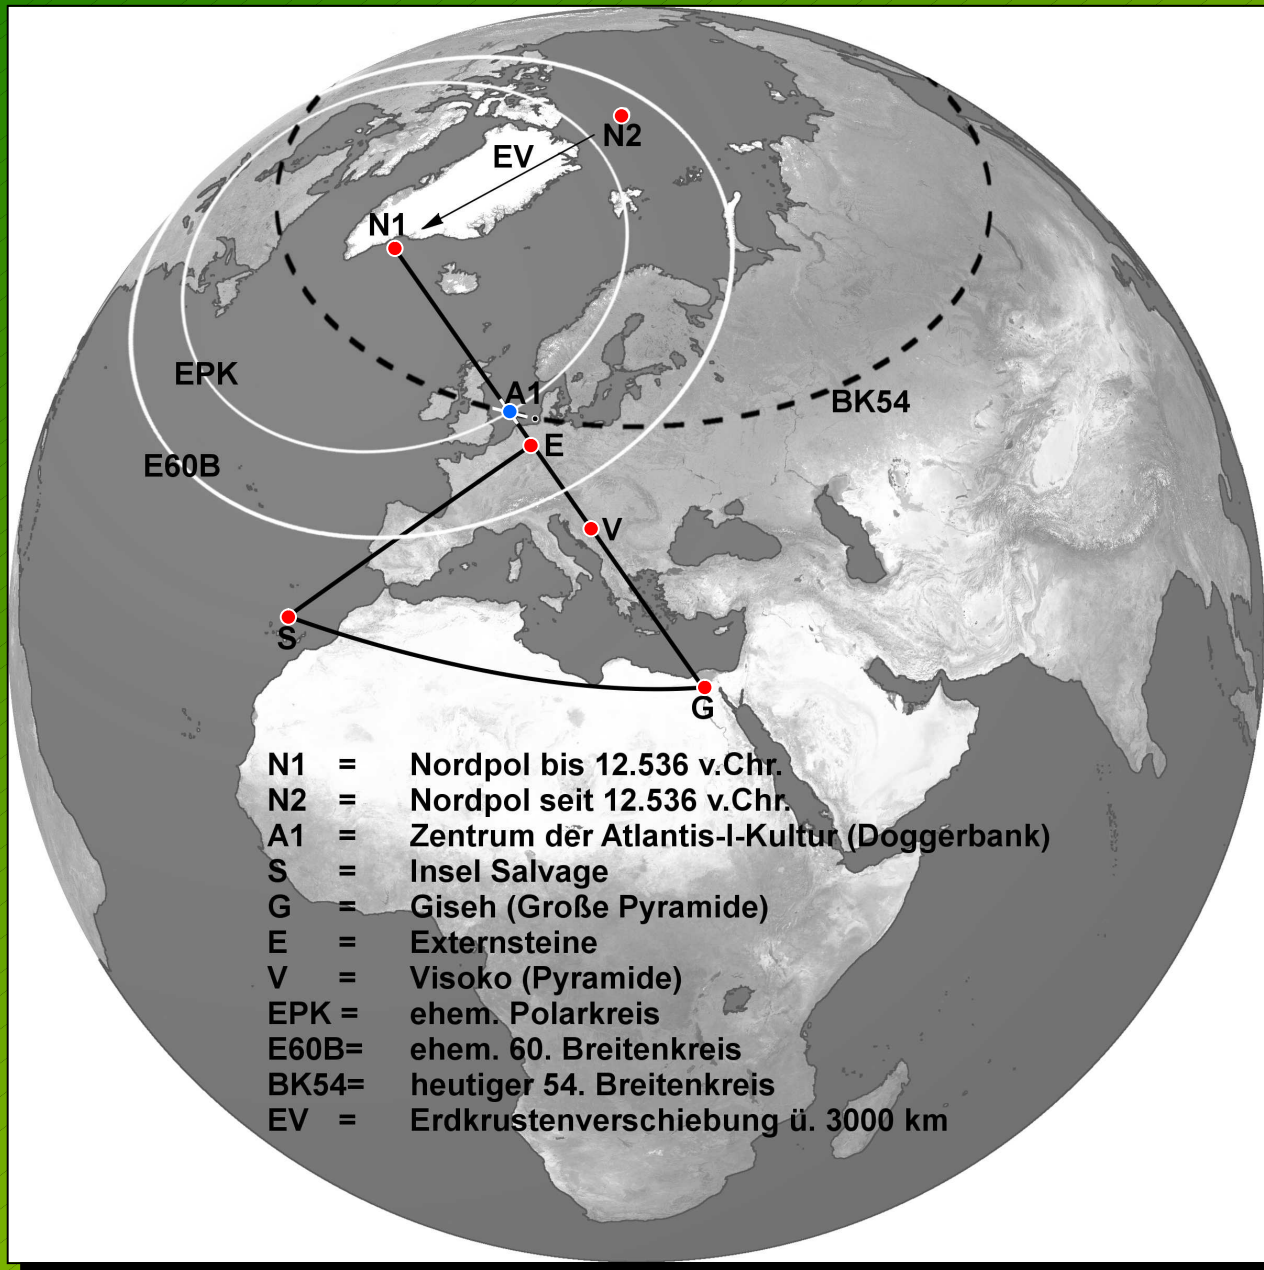 N2
EV
N1
EPK
A1
BK54
E
E60B
V
S
G
N1 = Nordpol bis 12.536 v.Chr.
N2 = Nordpol seit 12.536 v.Chr.
A1 = Zentrum der Atlantis-I-Kultur (Doggerbank)
S = Insel Salvage
G = Giseh (Große Pyramide)
E = Externsteine
V = Visoko (Pyramide)
EPK = ehem. Polarkreis
E60B= ehem. 60. Breitenkreis
BK54= heutiger 54. Breitenkreis
EV = Erdkrustenverschiebung ü. 3000 km